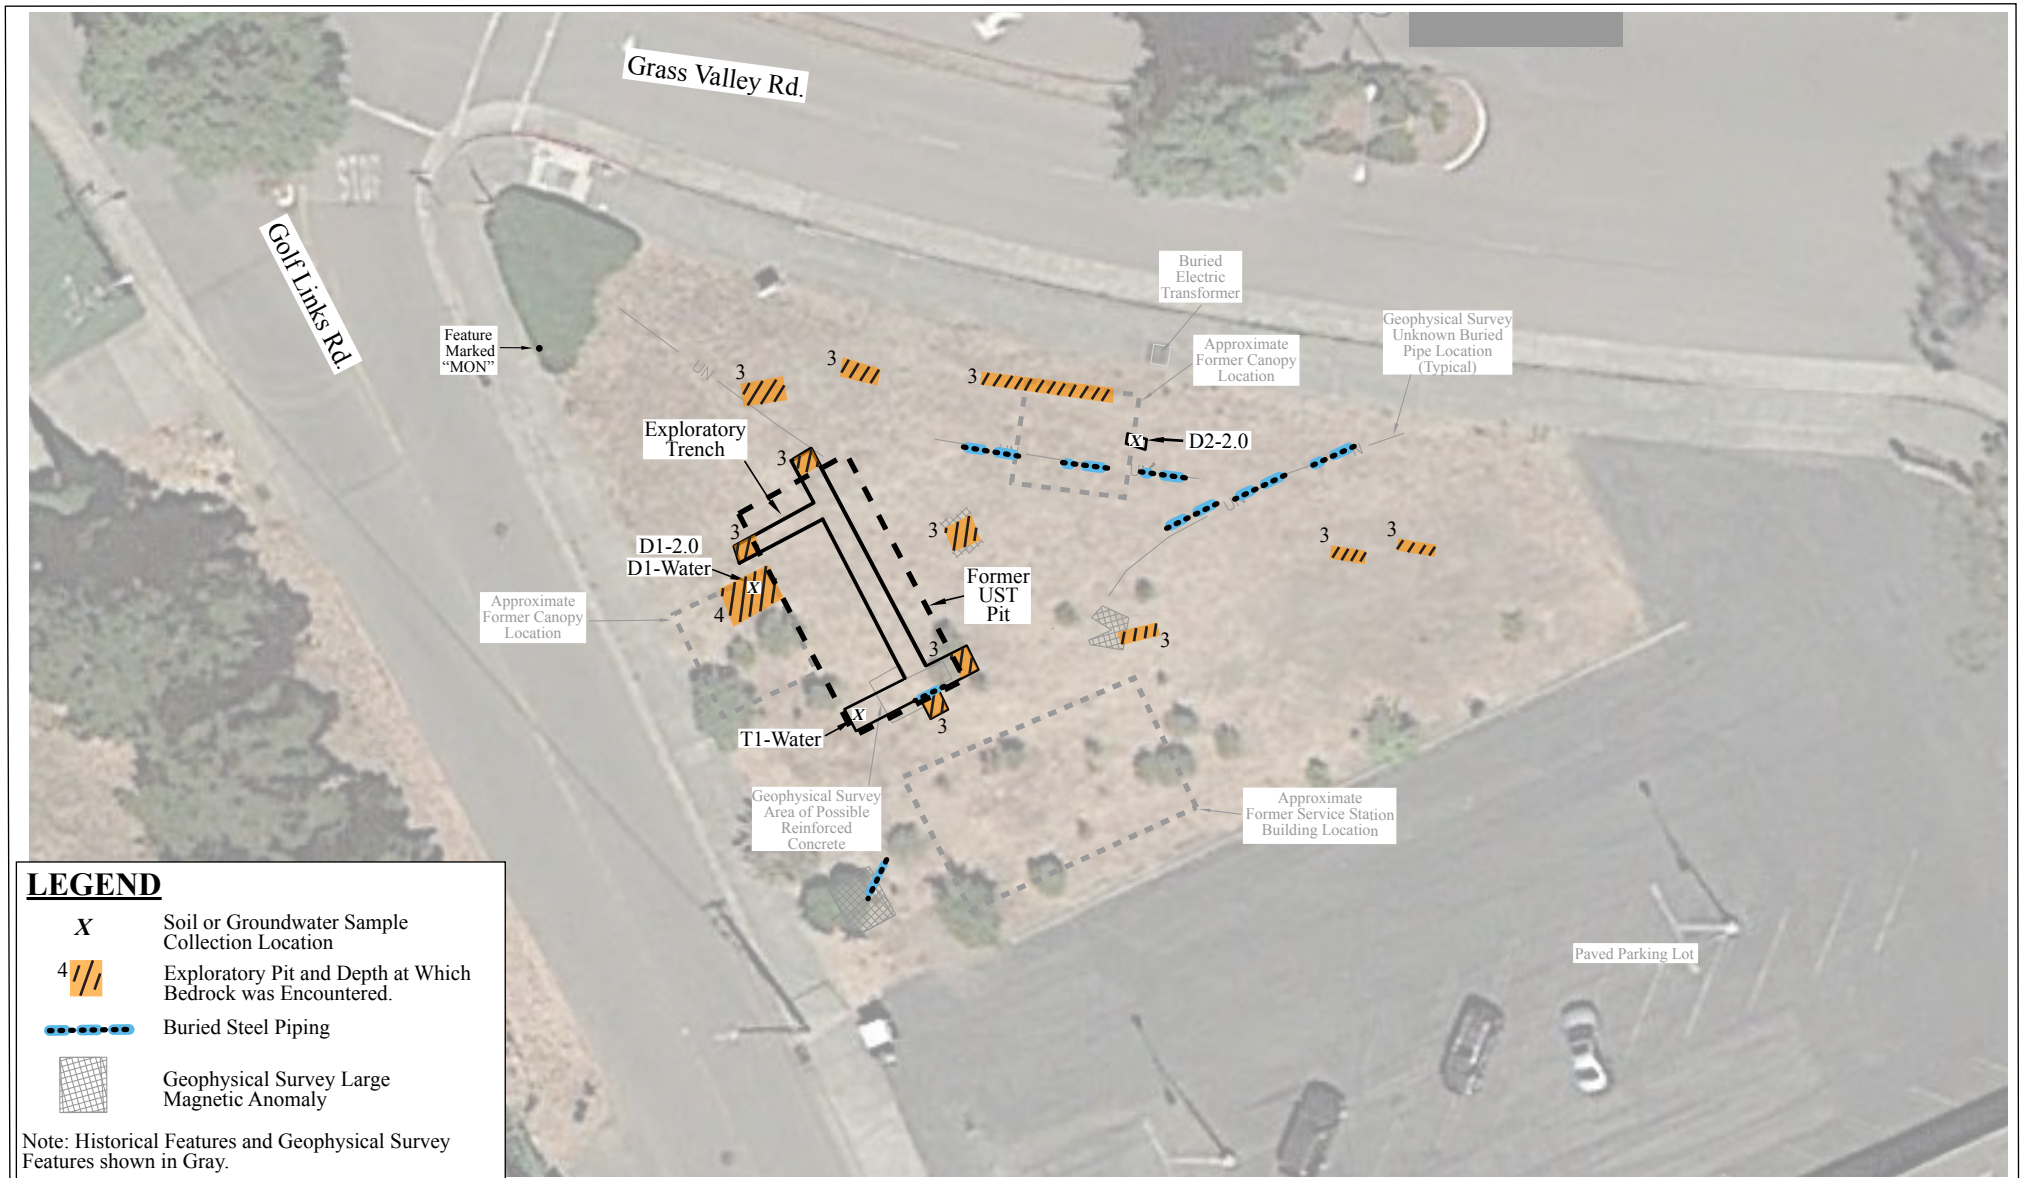 Grass Valley Rd.
Golf Links Rd.
Feature
Marked
“MON”
Buried
Electric
Transformer
Geophysical Survey
Unknown Buried
Pipe Location
(Typical)
Approximate
Former Canopy
Location
UN
3
3
3
Exploratory
Trench
3
X
D2-2.0
UN
3
D1-2.0
D1-Water
X
4
3
3
3
Former
UST
Pit
Approximate
Former Canopy
Location
3
3
X
T1-Water
3
Geophysical Survey
Area of Possible
Reinforced
Concrete
Approximate
Former Service Station
Building Location
Paved Parking Lot
LEGEND
X
Soil or Groundwater Sample
Collection Location
4
Exploratory Pit and Depth at Which
Bedrock was Encountered.
Buried Steel Piping
Geophysical Survey Large
Magnetic Anomaly
Note: Historical Features and Geophysical Survey
Features shown in Gray.